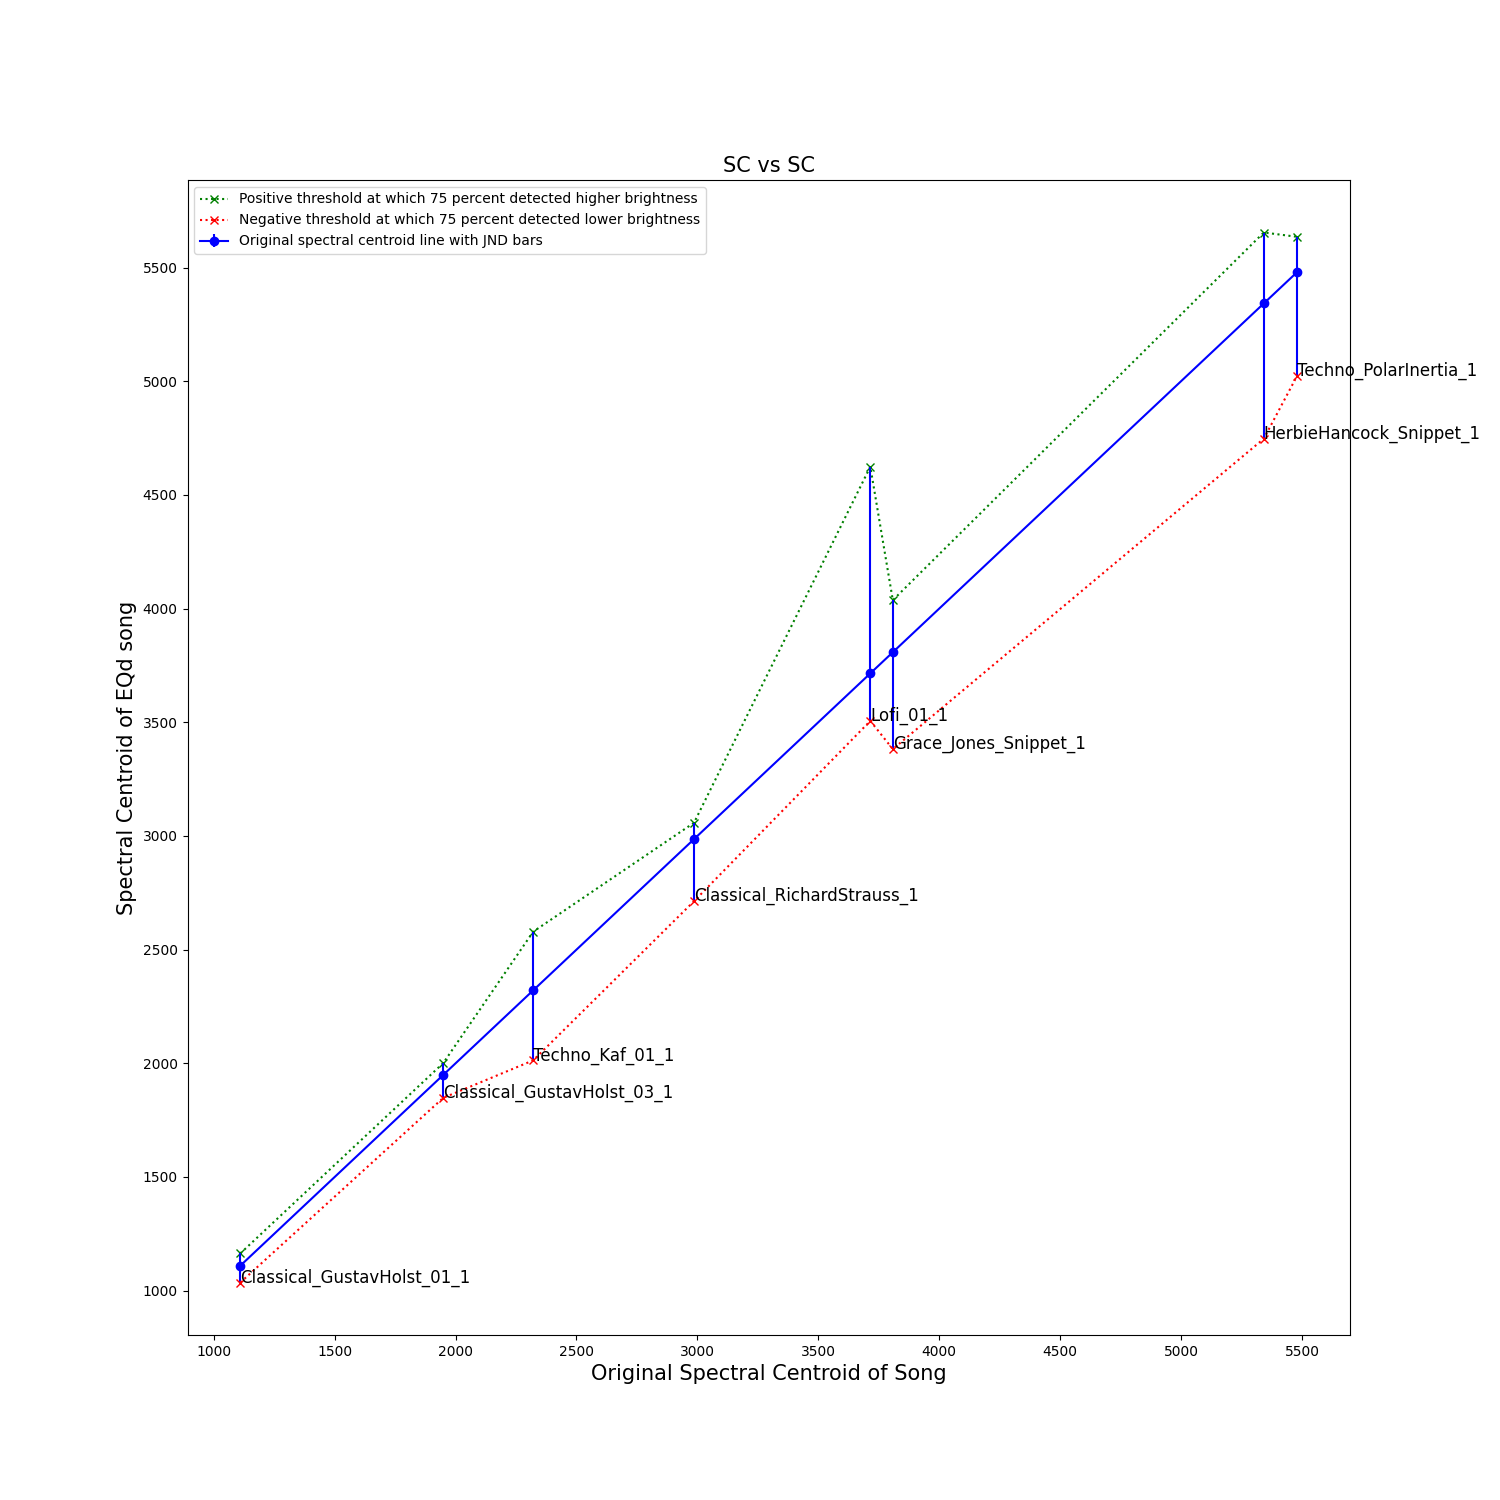 SC vs SC
Positive threshold at which 75 percent detected higher brightness
Negative threshold at which 75 percent detected lower brightness
Original spectral centroid line with JND bars
Spectral Centroid of EQd song
5500
5000
4500
4000
3500
3000
2500
2000
1500
1000
Techno_PolarInertia_1
HerbieHancock_Snippet_1
Lofi_01_1
Grace_Jones_Snippet_1
Classical_RichardStrauss_1
Techno_Kaf_01_1
Classical_GustavHolst_03_1
Classical_GustavHolst_01_1
1000 1500 2000 2500 3000 3500 4000 4500 5000 5500
Original Spectral Centroid of Song